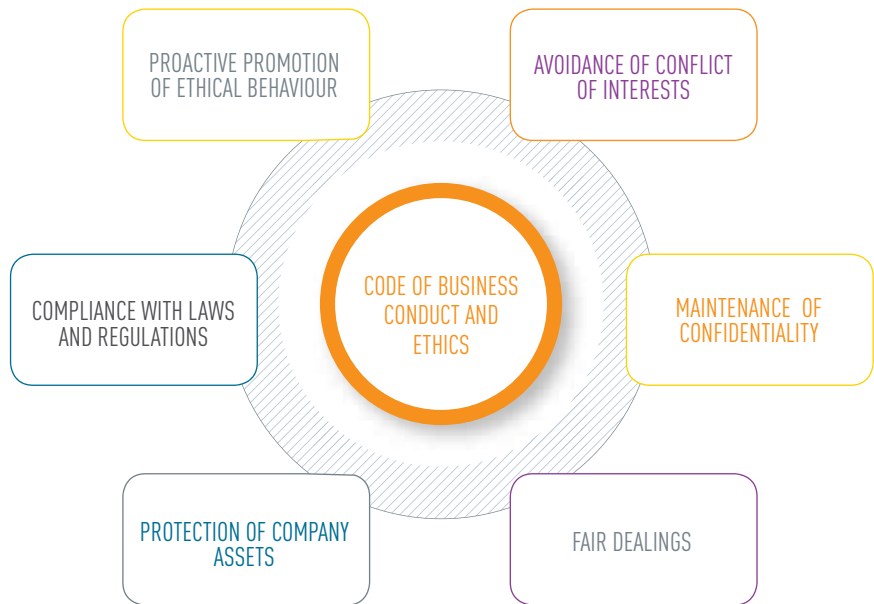 PROACTIVE PROMOTION
OF ETHICAL BEHAVIOUR
AVOIDANCE OF CONFLICT
OF INTERESTS
COMPLIANCE WITH LAWS
AND REGULATIONS
CODE OF BUSINESS
CONDUCT AND
ETHICS
MAINTENANCE OF
CONFIDENTIALITY
PROTECTION OF COMPANY
ASSETS
FAIR DEALINGS